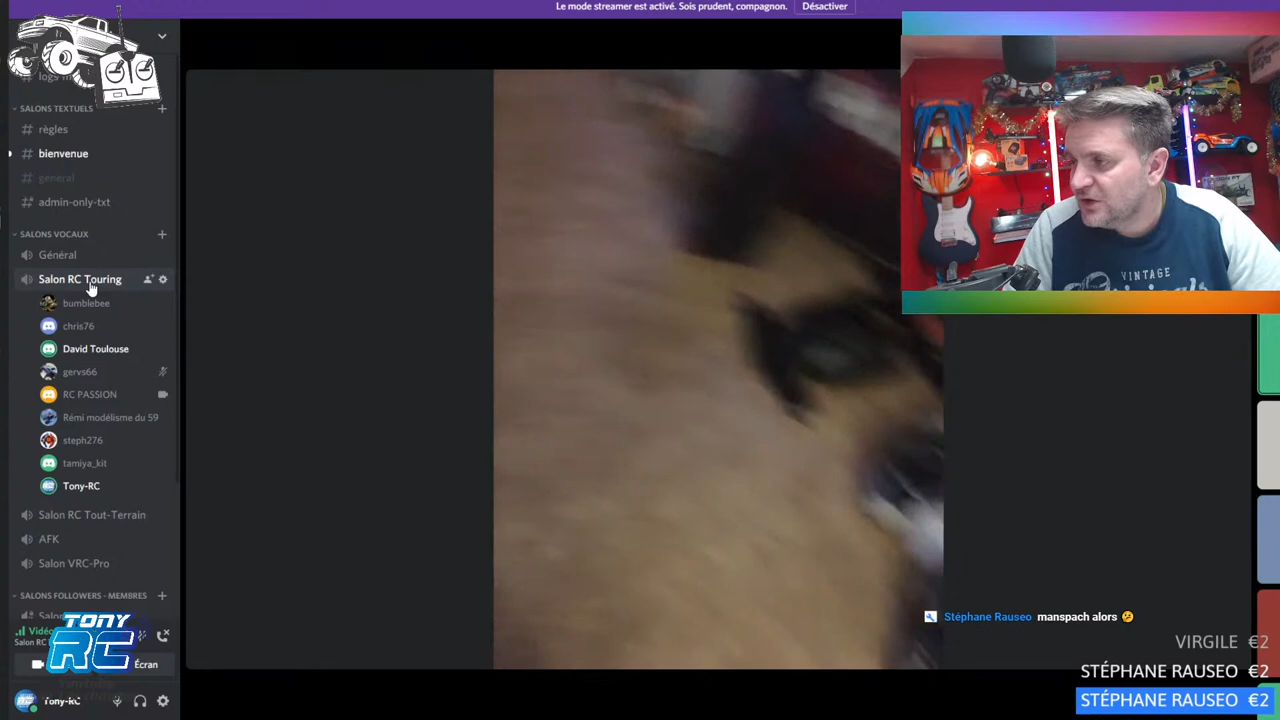 Le mode streamer est activé. Sois prudent, compagnon.
Désactiver
SALONS TEXTUELS
règles
bienvenue
general
admin-only-txt
SALONS VOCAUX
Général
Salon RC Touring
bumblebee
chris76
David Toulouse
gervs66
RC PASSION
Rémi modélisme du 59
steph276
tamiya_kit
Tony-RC
Salon RC Tout-Terrain
AFK
Salon VRC-Pro
SALONS FOLLOWERS - MEMBRES
TONY
RC
Écran
Tony-RC
VINTAGE
Stéphane Rauseo manspach alors
VIRGILE €2
STÉPHANE RAUSEO €2
STÉPHANE RAUSEO €2